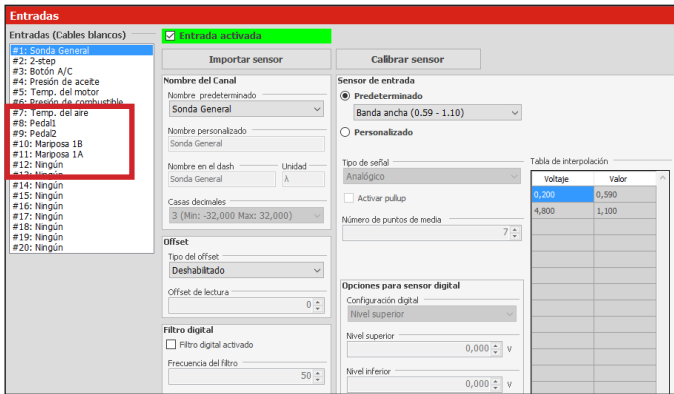 Entradas
Entradas (Cables blancos)
#1: Sonda General
#2: 2-step
#3: Botón A/C
#4: Presión de aceite
#5: Temp. del motor
#6: Presión de combustible
#7: Temp. del aire
#8: Pedal1
#9: Pedal2
#10: Mariposa 1B
#11: Mariposa 1A
#12: Ningún
#13: Ningún
#14: Ningún
#15: Ningún
#16: Ningún
#17: Ningún
#18: Ningún
#19: Ningún
#20: Ningún
Entrada activada
Importar sensor
Calibrar sensor
Nombre del Canal
Nombre predeterminado
Sonda General
Nombre personalizado
Sonda General
Nombre en el dash Unidad
Sonda General λ
Casas decimales
3 (Min: -32,000 Max: 32,000)
Offset
Tipo del offset
Deshabilitado
Offset de lectura
0
Filtro digital
Filtro digital activado
Frecuencia del filtro
50
Sensor de entrada
Predeterminado
Banda ancha (0.59 - 1.10)
Personalizado
Tipo de señal
Analógico
Activar pullup
Número de puntos de media
7
Opciones para sensor digital
Configuración digital
Nivel superior
Nivel superior
0,000 v
Nivel inferior
0,000 v
Tabla de interpolación
Voltaje Valor
0,200 0,590
4,800 1,100